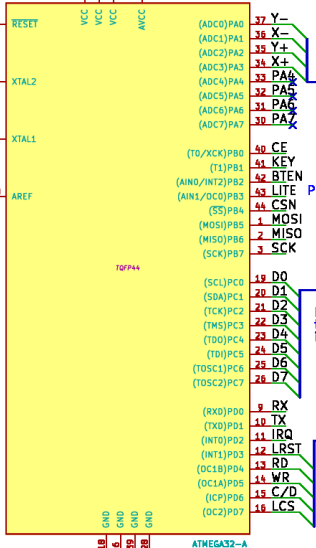 VCC VCC VCC AVCC
RESET (ADC0)PA0 37 Y-
(ADC1)PA1 36 X-
(ADC2)PA2 35 Y+
(ADC3)PA3 34 X+
XTAL2 (ADC4)PA4 33 PA4
(ADC5)PA5 32 PA5
(ADC6)PA6 31 PA6
(ADC7)PA7 30 PA7
XTAL1
(T0/XCK)PB0 40 CE
(T1)PB1 41 KEY
(AIN0/INT2)PB2 42 BTEN
AREF (AIN1/OC0)PB3 43 LITE P
(SS)PB4 44 CSN
(MOSI)PB5 1 MOSI
(MISO)PB6 2 MISO
(SCK)PB7 3 SCK
TQFP44
(SCL)PC0 19 D0
(SDA)PC1 20 D1
(TCK)PC2 21 D2
(TMS)PC3 22 D3
(TDO)PC4 23 D4
(TDI)PC5 24 D5
(TOSC1)PC6 25 D6
(TOSC2)PC7 26 D7
(RXD)PD0 9 RX
(TXD)PD1 10 TX
(INT0)PD2 11 IRQ
(INT1)PD3 12 LRST
(OC1B)PD4 13 RD
(OC1A)PD5 14 WR
(ICP)PD6 15 C/D
(OC2)PD7 16 LCS
GND GND GND GND
18 6 39 28
ATMEGA32-A